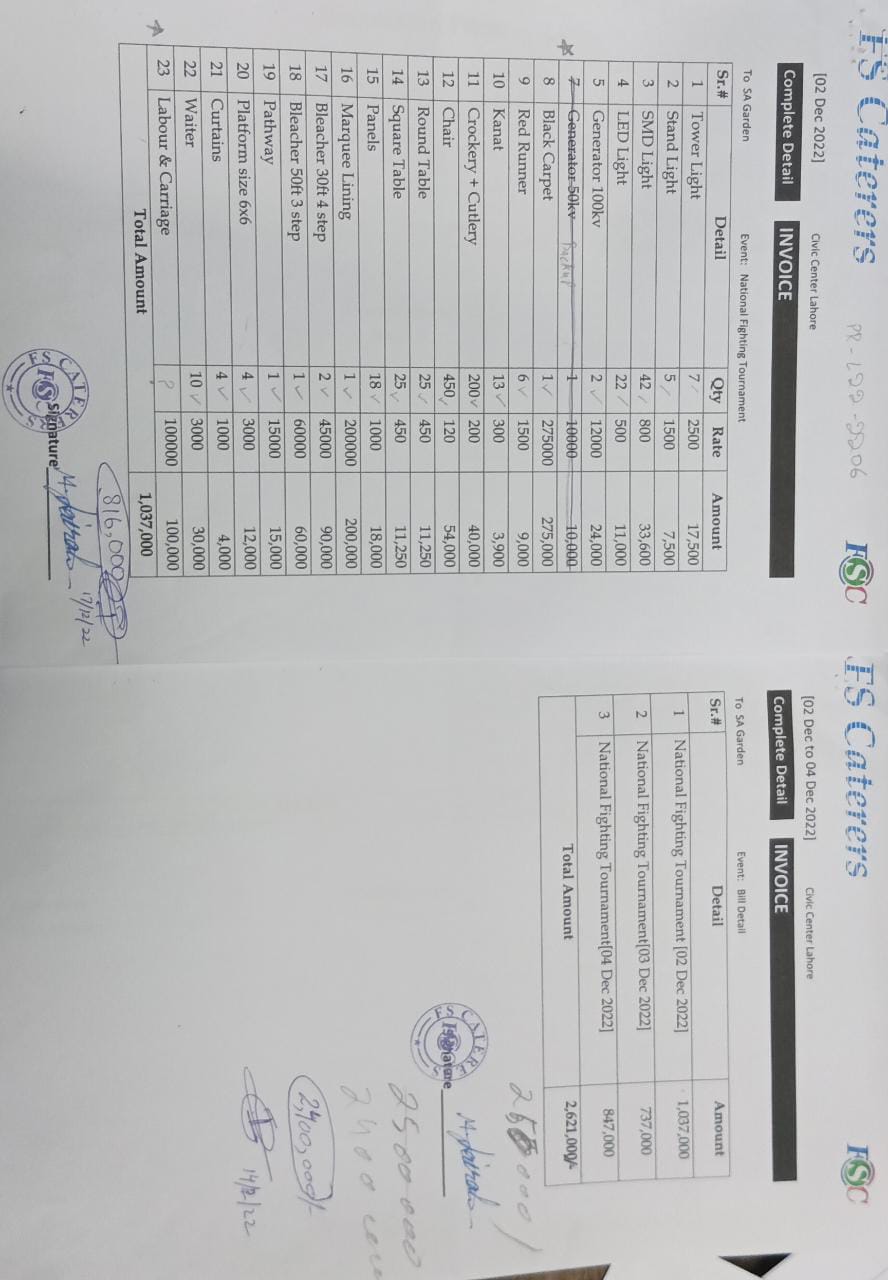 FS Caterers PR-L22-2206 FSC
[02 Dec 2022] Civic Center Lahore
Complete Detail INVOICE
To SA Garden Event: National Fighting Tournament
Sr.# Detail Qty Rate Amount
1 Tower Light 7 2500 17,500
2 Stand Light 5 1500 7,500
3 SMD Light 42 800 33,600
4 LED Light 22 500 11,000
5 Generator 100kv 2 12000 24,000
7 Generator 50kv Backup 1 10000 10,000
8 Black Carpet 1 275000 275,000
9 Red Runner 6 1500 9,000
10 Kanat 13 300 3,900
11 Crockery + Cutlery 200 200 40,000
12 Chair 450 120 54,000
13 Round Table 25 450 11,250
14 Square Table 25 450 11,250
15 Panels 18 1000 18,000
16 Marquee Lining 1 200000 200,000
17 Bleacher 30ft 4 step 2 45000 90,000
18 Bleacher 50ft 3 step 1 60000 60,000
19 Pathway 1 15000 15,000
20 Platform size 6x6 4 3000 12,000
21 Curtains 4 1000 4,000
22 Waiter 10 3000 30,000
23 Labour & Carriage ? 100000 100,000
Total Amount 1,037,000
816,000
FS CATERERS
FSC
Signature
17/12/22
FS Caterers FSC
[02 Dec to 04 Dec 2022] Civic Center Lahore
Complete Detail INVOICE
To SA Garden Event: Bill Detail
Sr.# Detail Amount
1 National Fighting Tournament [02 Dec 2022] 1,037,000
2 National Fighting Tournament[03 Dec 2022] 737,000
3 National Fighting Tournament[04 Dec 2022] 847,000
Total Amount 2,621,000/-
FS CATERERS
Signature
2500 000
2,400,000/-
14/12/22